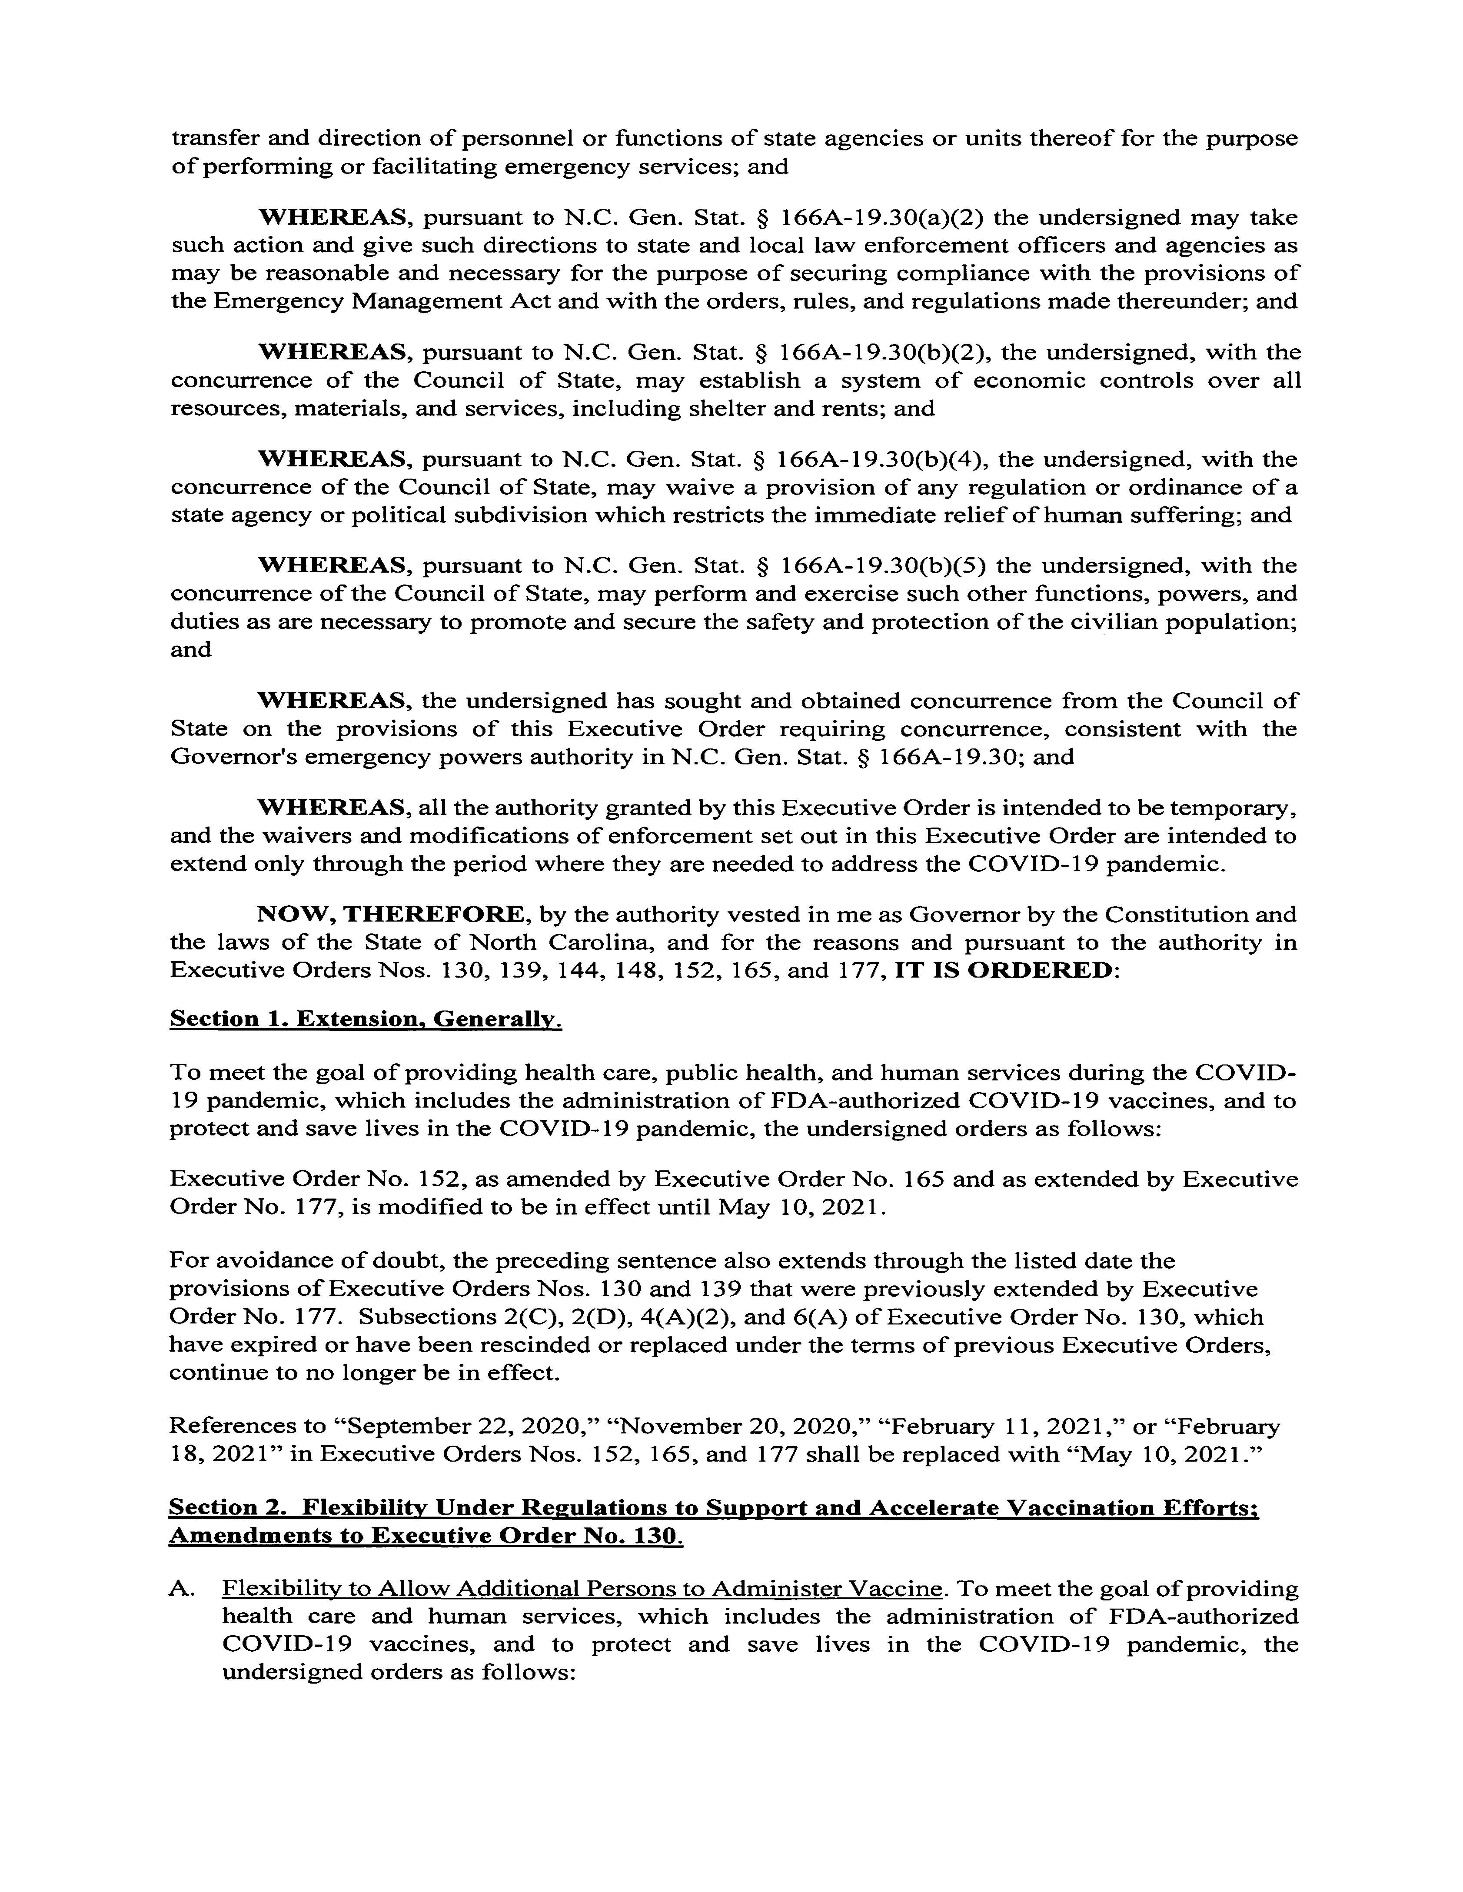 transfer and direction of personnel or functions of state agencies or units thereof for the purpose
of performing or facilitating emergency services; and
WHEREAS, pursuant to N.C. Gen. Stat. § 166A-19.30(a)(2) the undersigned may take
such action and give such directions to state and local law enforcement officers and agencies as
may be reasonable and necessary for the purpose of securing compliance with the provisions of
the Emergency Management Act and with the orders, rules, and regulations made thereunder; and
WHEREAS, pursuant to N.C. Gen. Stat. § 166A-19.30(b)(2), the undersigned, with the
concurrence of the Council of State, may establish a system of economic controls over all
resources, materials, and services, including shelter and rents; and
WHEREAS, pursuant to N.C. Gen. Stat. § 166A-19.30(b)(4), the undersigned, with the
concurrence of the Council of State, may waive a provision of any regulation or ordinance of a
state agency or political subdivision which restricts the immediate relief of human suffering; and
WHEREAS, pursuant to N.C. Gen. Stat. § 166A-19.30(b)(5) the undersigned, with the
concurrence of the Council of State, may perform and exercise such other functions, powers, and
duties as are necessary to promote and secure the safety and protection of the civilian population;
and
WHEREAS, the undersigned has sought and obtained concurrence from the Council of
State on the provisions of this Executive Order requiring concurrence, consistent with the
Governor's emergency powers authority in N.C. Gen. Stat. § 166A-19.30; and
WHEREAS, all the authority granted by this Executive Order is intended to be temporary,
and the waivers and modifications of enforcement set out in this Executive Order are intended to
extend only through the period where they are needed to address the COVID-19 pandemic.
NOW, THEREFORE, by the authority vested in me as Governor by the Constitution and
the laws of the State of North Carolina, and for the reasons and pursuant to the authority in
Executive Orders Nos. 130, 139, 144, 148, 152, 165, and 177, IT IS ORDERED:
Section 1. Extension, Generally.
To meet the goal of providing health care, public health, and human services during the COVID-
19 pandemic, which includes the administration of FDA-authorized COVID-19 vaccines, and to
protect and save lives in the COVID-19 pandemic, the undersigned orders as follows:
Executive Order No. 152, as amended by Executive Order No. 165 and as extended by Executive
Order No. 177, is modified to be in effect until May 10, 2021.
For avoidance of doubt, the preceding sentence also extends through the listed date the
provisions of Executive Orders Nos. 130 and 139 that were previously extended by Executive
Order No. 177. Subsections 2(C), 2(D), 4(A)(2), and 6(A) of Executive Order No. 130, which
have expired or have been rescinded or replaced under the terms of previous Executive Orders,
continue to no longer be in effect.
References to “September 22, 2020,” “November 20, 2020,” “February 11, 2021,” or “February
18, 2021” in Executive Orders Nos. 152, 165, and 177 shall be replaced with “May 10, 2021.”
Section 2. Flexibility Under Regulations to Support and Accelerate Vaccination Efforts;
Amendments to Executive Order No. 130.
A. Flexibility to Allow Additional Persons to Administer Vaccine. To meet the goal of providing
health care and human services, which includes the administration of FDA-authorized
COVID-19 vaccines, and to protect and save lives in the COVID-19 pandemic, the
undersigned orders as follows: